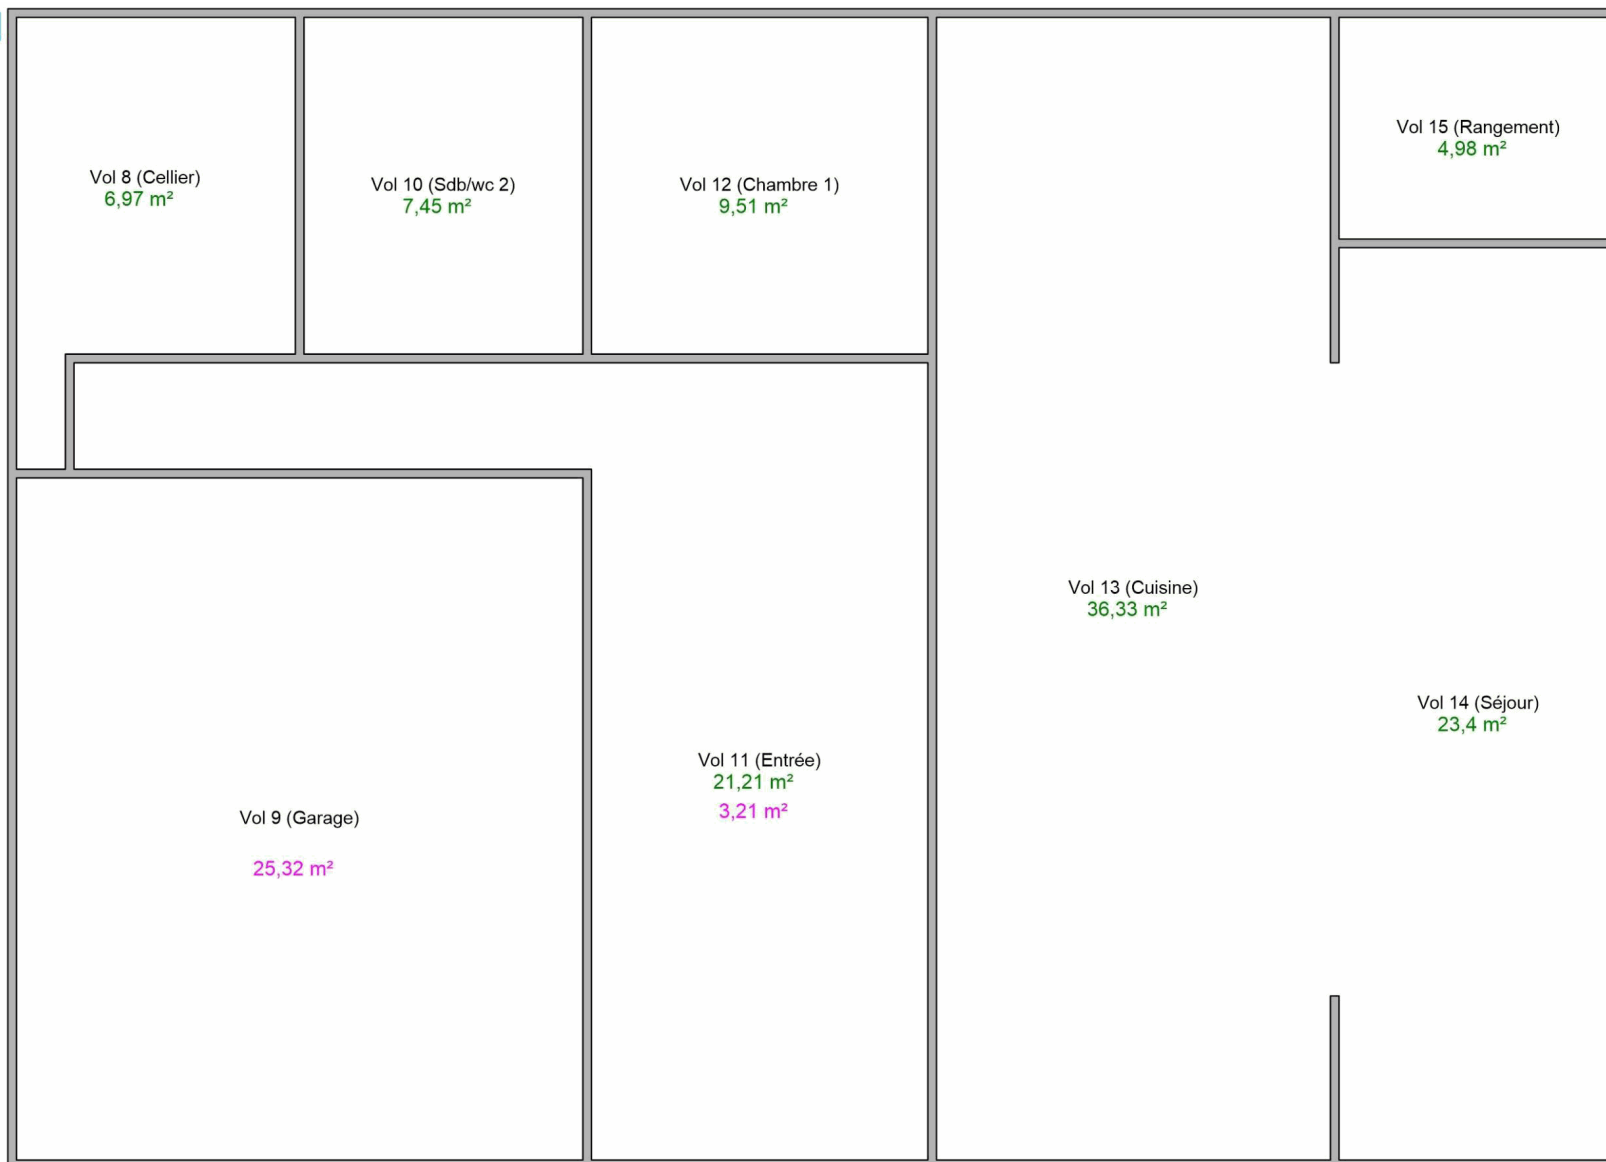 Vol 8 (Cellier)
6,97 m²
Vol 10 (Sdb/wc 2)
7,45 m²
Vol 12 (Chambre 1)
9,51 m²
Vol 15 (Rangement)
4,98 m²
Vol 13 (Cuisine)
36,33 m²
Vol 14 (Séjour)
23,4 m²
Vol 11 (Entrée)
21,21 m²
3,21 m²
Vol 9 (Garage)
25,32 m²